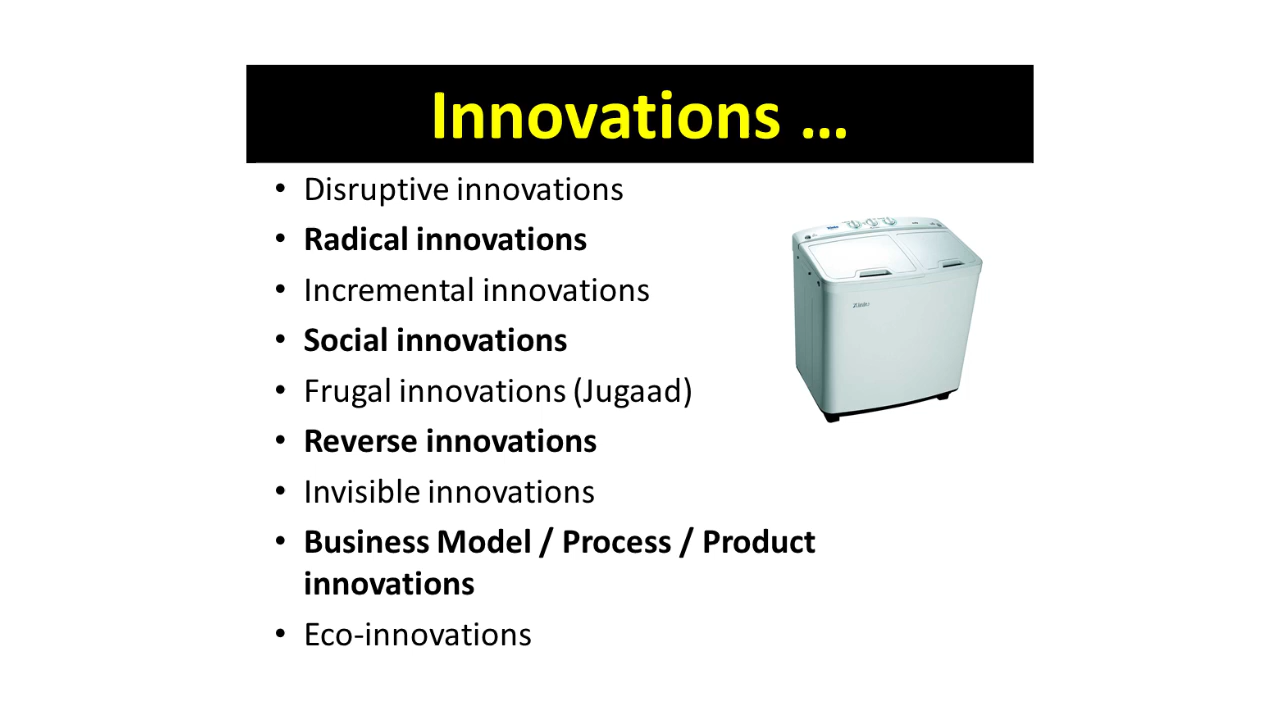 Innovations ...
• Disruptive innovations
• Radical innovations
• Incremental innovations
• Social innovations
• Frugal innovations (Jugaad)
• Reverse innovations
• Invisible innovations
• Business Model / Process / Product
innovations
• Eco-innovations